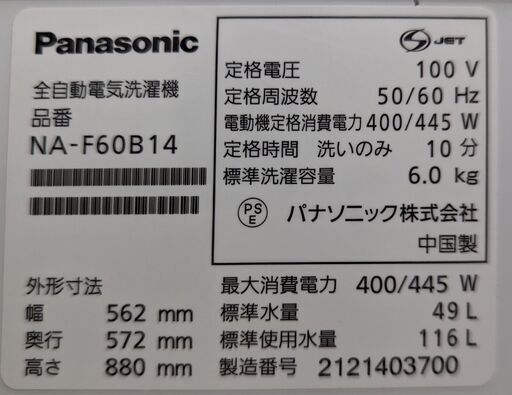 Panasonic
全自動電気洗濯機
品番
NA-F60B14
S JET
定格電圧 100 V
定格周波数 50/60 Hz
電動機定格消費電力 400/445 W
定格時間 洗いのみ 10 分
標準洗濯容量 6.0 kg
PS E パナソニック株式会社
中国製
外形寸法
幅 562 mm
奥行 572 mm
高さ 880 mm
最大消費電力 400/445 W
標準水量 49 L
標準使用水量 116 L
製造番号 2121403700